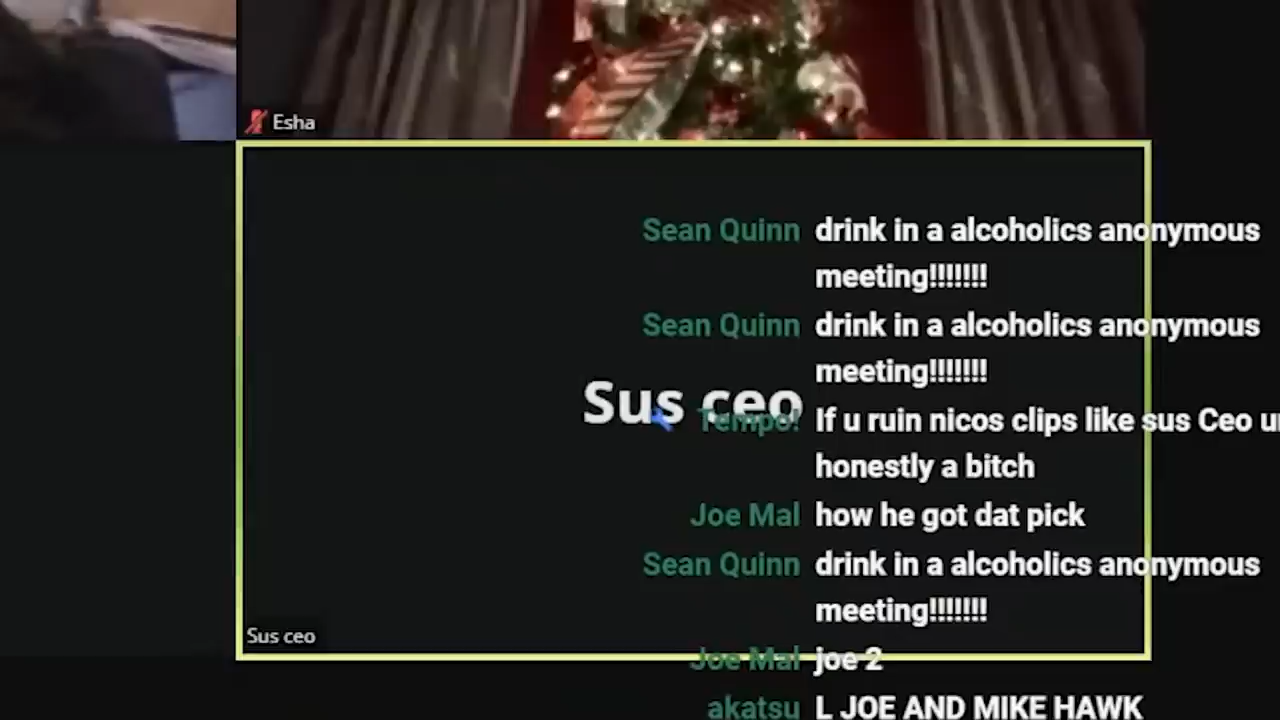 Esha
Sean Quinn drink in a alcoholics anonymous
meeting!!!!!!!
Sean Quinn drink in a alcoholics anonymous
meeting!!!!!!!
Sus ceo
Tempo! If u ruin nicos clips like sus Ceo
honestly a bitch
Joe Mal how he got dat pick
Sean Quinn drink in a alcoholics anonymous
meeting!!!!!!!
Sus ceo
Joe Mal joe 2
akatsu L JOE AND MIKE HAWK